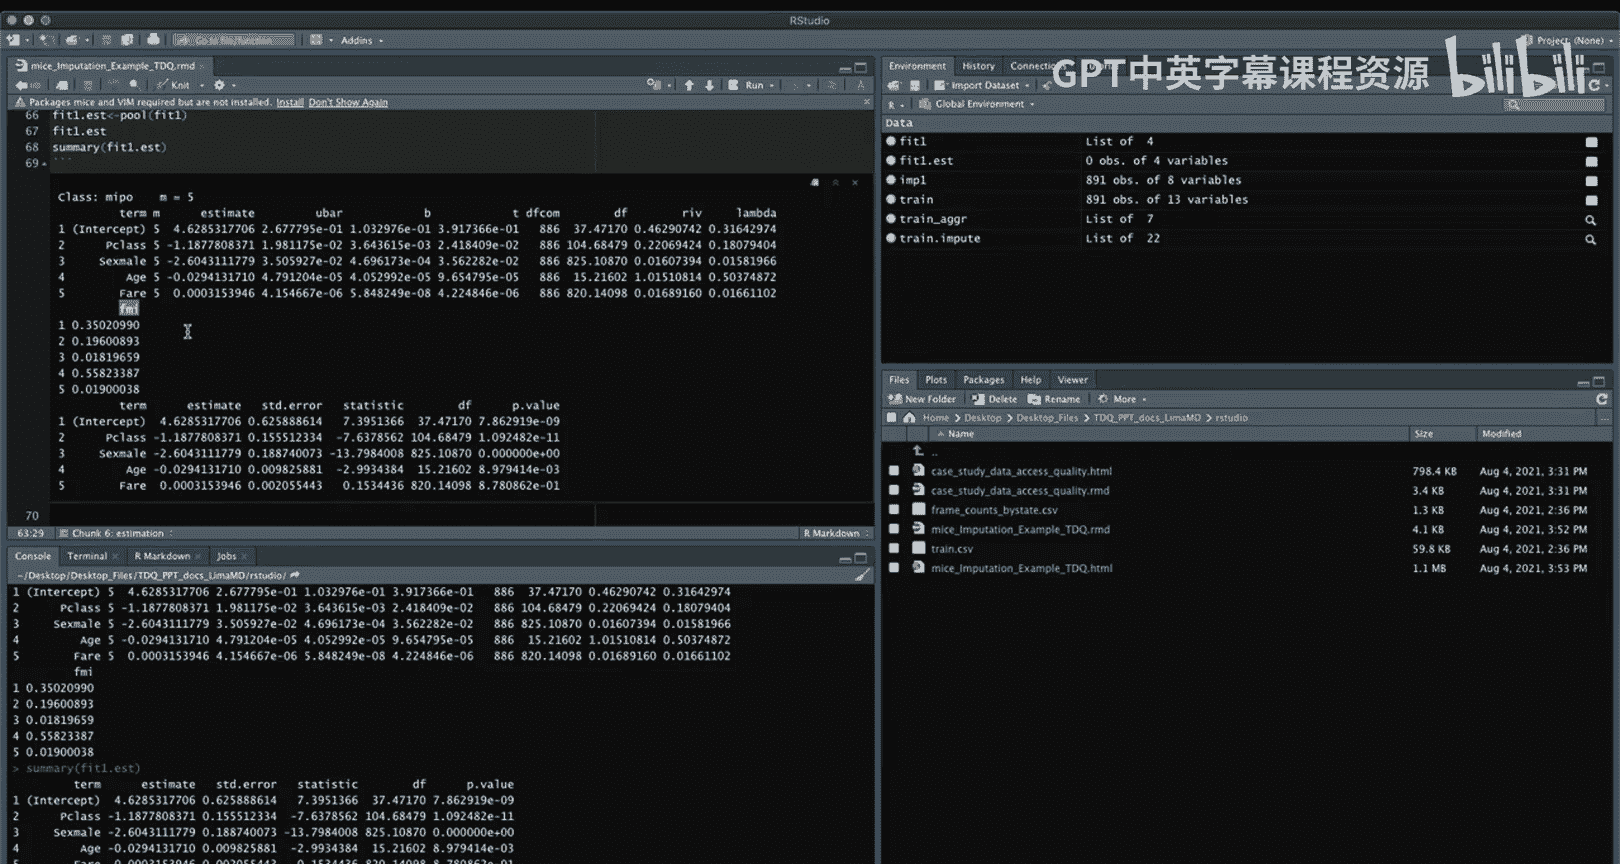 RStudio
Go to file/function
Addins
Project: (None)
GPT中英字幕课程资源
bilibili
mice_Imputation_Example_TDQ.rmd
Knit
Run
Packages mice and VIM required but are not installed. Install Don't Show Again
66 fit1.est<-pool(fit1)
67 fit1.est
68 summary(fit1.est)
69 ```
Class: mipo m = 5
term m estimate ubar b t dfcom df riv lambda
1 (Intercept) 5 4.6285317706 2.677795e-01 1.032976e-01 3.917366e-01 886 37.47170 0.46290742 0.31642974
2 Pclass 5 -1.1877808371 1.981175e-02 3.643615e-03 2.418409e-02 886 104.68479 0.22069424 0.18079404
3 Sexmale 5 -2.6043111779 3.505927e-02 4.696173e-04 3.562282e-02 886 825.10870 0.01607394 0.01581966
4 Age 5 -0.0294131710 4.791204e-05 4.052992e-05 9.654795e-05 886 15.21602 1.01510814 0.50374872
5 Fare 5 0.0003153946 4.154667e-06 5.848249e-08 4.224846e-06 886 820.14098 0.01689160 0.01661102
fmi
1 0.35020990
2 0.19600893
3 0.01819659
4 0.55823387
5 0.01900038
term estimate std.error statistic df p.value
1 (Intercept) 4.6285317706 0.625888614 7.3951366 37.47170 7.862919e-09
2 Pclass -1.1877808371 0.155512334 -7.6378562 104.68479 1.092482e-11
3 Sexmale -2.6043111779 0.188740073 -13.7984008 825.10870 0.000000e+00
4 Age -0.0294131710 0.009825881 -2.9934384 15.21602 8.979414e-03
5 Fare 0.0003153946 0.002055443 0.1534436 820.14098 8.780862e-01
70
63:29 Chunk 6: estimation R Markdown
Console Terminal R Markdown Jobs
~/Desktop/Desktop_Files/TDQ_PPT_docs_LimaMD/rstudio/
1 (Intercept) 5 4.6285317706 2.677795e-01 1.032976e-01 3.917366e-01 886 37.47170 0.46290742 0.31642974
2 Pclass 5 -1.1877808371 1.981175e-02 3.643615e-03 2.418409e-02 886 104.68479 0.22069424 0.18079404
3 Sexmale 5 -2.6043111779 3.505927e-02 4.696173e-04 3.562282e-02 886 825.10870 0.01607394 0.01581966
4 Age 5 -0.0294131710 4.791204e-05 4.052992e-05 9.654795e-05 886 15.21602 1.01510814 0.50374872
5 Fare 5 0.0003153946 4.154667e-06 5.848249e-08 4.224846e-06 886 820.14098 0.01689160 0.01661102
fmi
1 0.35020990
2 0.19600893
3 0.01819659
4 0.55823387
5 0.01900038
> summary(fit1.est)
term estimate std.error statistic df p.value
1 (Intercept) 4.6285317706 0.625888614 7.3951366 37.47170 7.862919e-09
2 Pclass -1.1877808371 0.155512334 -7.6378562 104.68479 1.092482e-11
3 Sexmale -2.6043111779 0.188740073 -13.7984008 825.10870 0.000000e+00
4 Age -0.0294131710 0.009825881 -2.9934384 15.21602 8.979414e-03
5 Fare 0.0003153946 0.002055443 0.1534436 820.14098 8.780862e-01
Environment History
Import Dataset
R Global Environment
Data
fit1 List of 4
fit1.est 0 obs. of 4 variables
imp1 891 obs. of 8 variables
train 891 obs. of 13 variables
train_aggr List of 7
train.impute List of 22
Files Plots Packages Help Viewer
New Folder Delete Rename More
Home > Desktop > Desktop_Files > TDQ_PPT_docs_LimaMD > rstudio
Name Size Modified
..
case_study_data_access_quality.html 798.4 KB Aug 4, 2021, 3:31 PM
case_study_data_access_quality.rmd 3.4 KB Aug 4, 2021, 3:31 PM
frame_counts_bystate.csv 1.3 KB Aug 4, 2021, 2:36 PM
mice_Imputation_Example_TDQ.rmd 4.1 KB Aug 4, 2021, 3:52 PM
train.csv 59.8 KB Aug 4, 2021, 2:36 PM
mice_Imputation_Example_TDQ.html 1.1 MB Aug 4, 2021, 3:53 PM